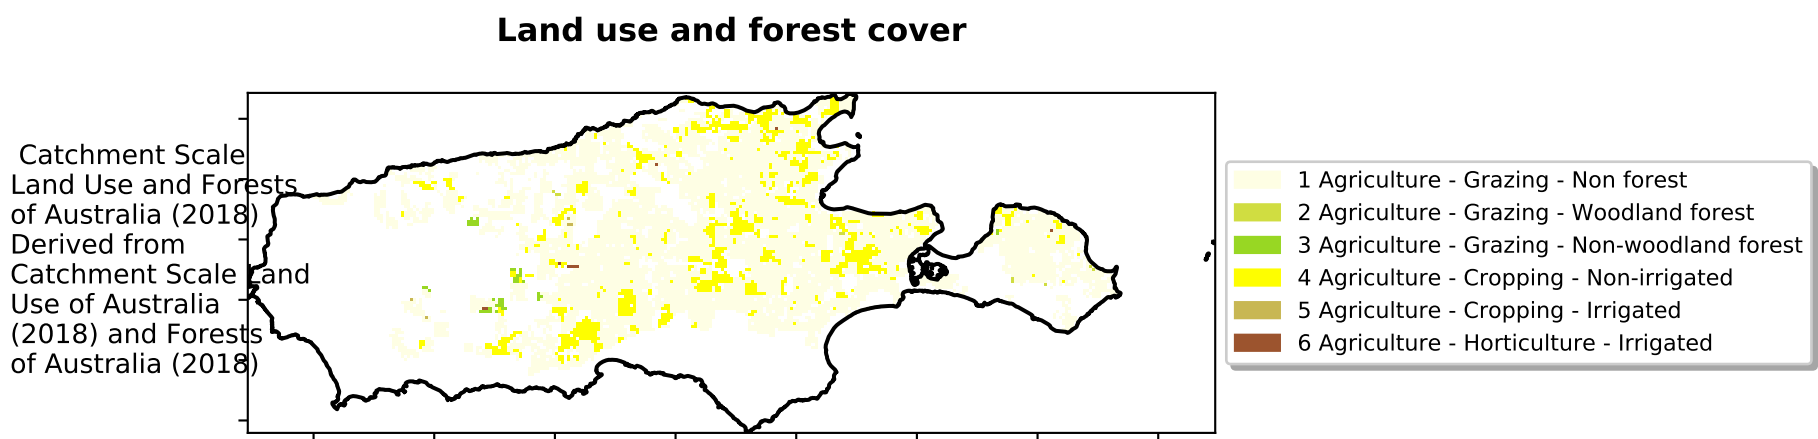 Land use and forest cover
Catchment Scale
Land Use and Forests
of Australia (2018)
Derived from
Catchment Scale Land
Use of Australia
(2018) and Forests
of Australia (2018)
1 Agriculture - Grazing - Non forest
2 Agriculture - Grazing - Woodland forest
3 Agriculture - Grazing - Non-woodland forest
4 Agriculture - Cropping - Non-irrigated
5 Agriculture - Cropping - Irrigated
6 Agriculture - Horticulture - Irrigated